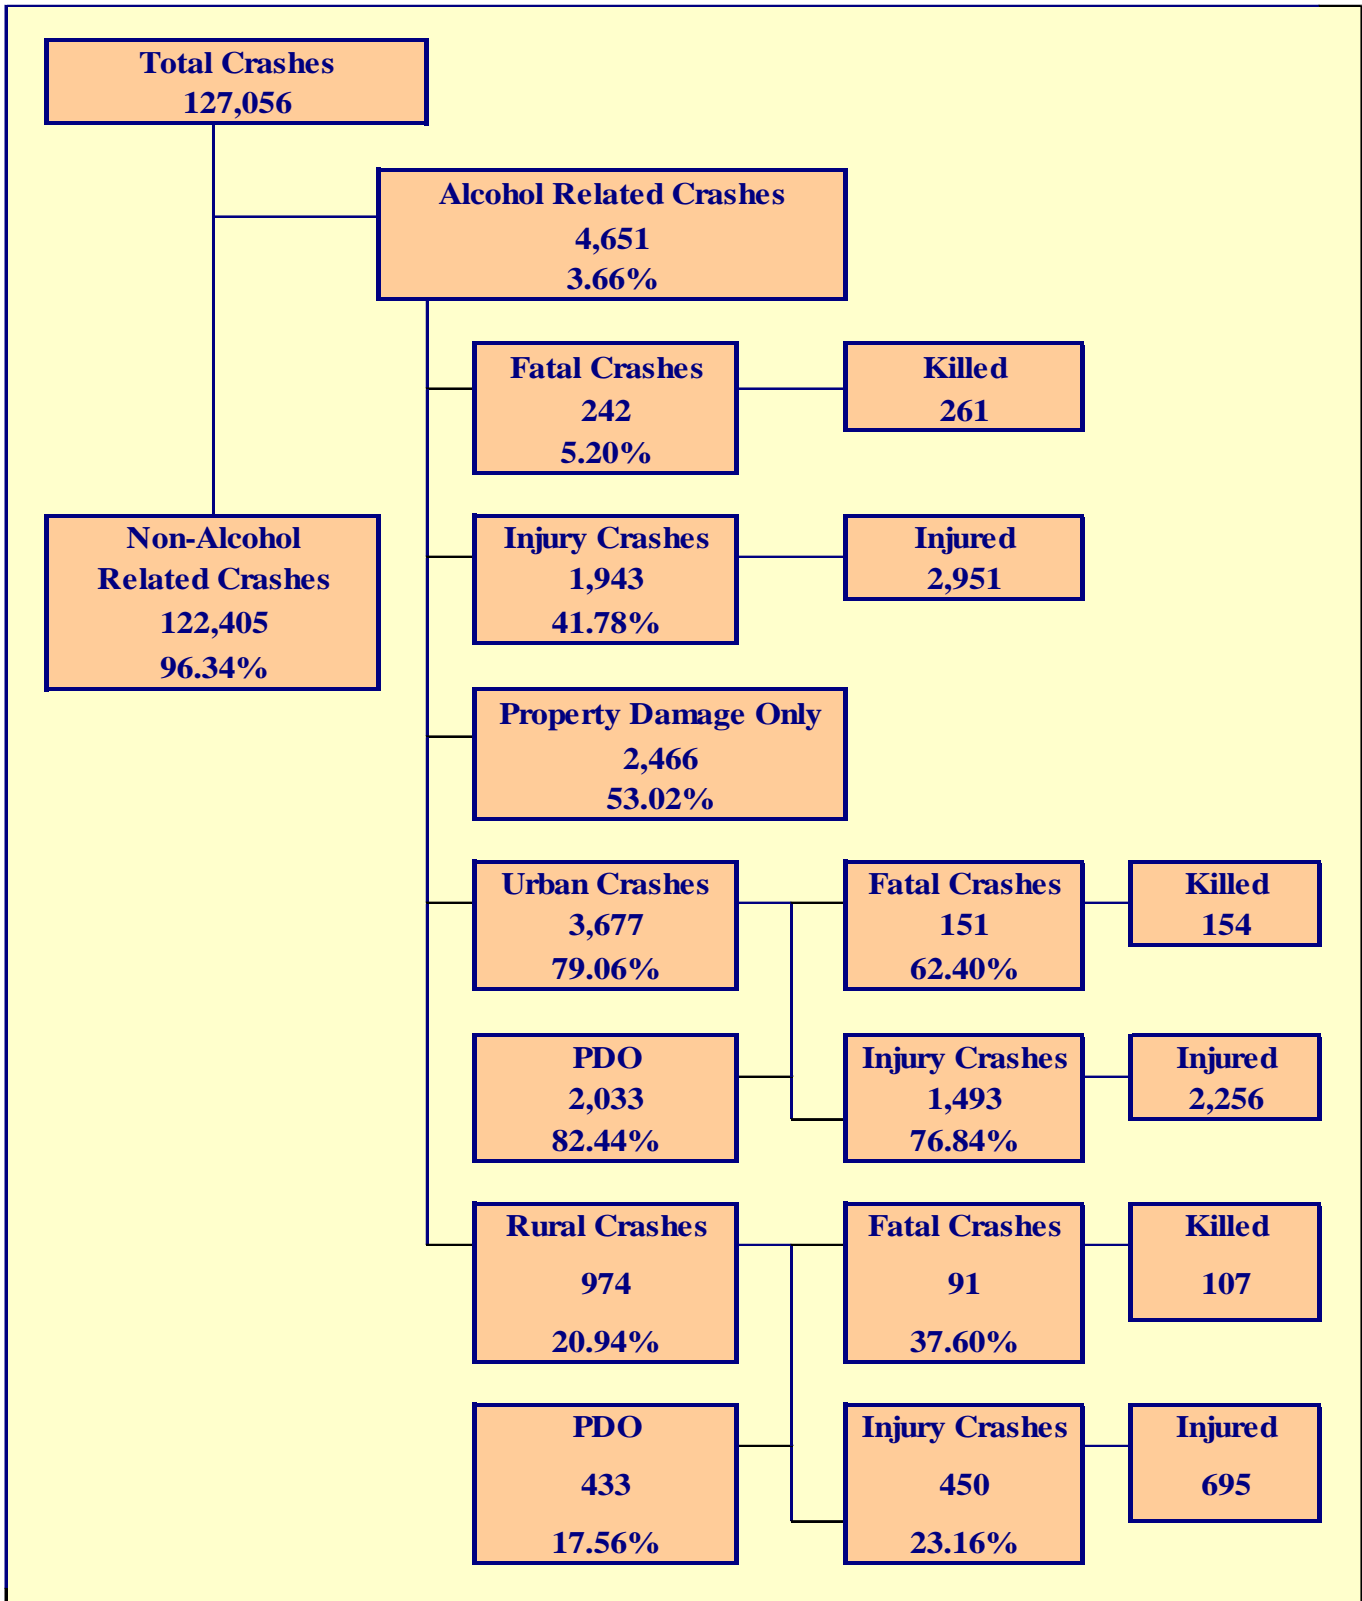 Total Crashes
127,056
Alcohol Related Crashes
4,651
3.66%
Fatal Crashes
242
5.20%
Killed
261
Non-Alcohol
Related Crashes
122,405
96.34%
Injury Crashes
1,943
41.78%
Injured
2,951
Property Damage Only
2,466
53.02%
Urban Crashes
3,677
79.06%
Fatal Crashes
151
62.40%
Killed
154
PDO
2,033
82.44%
Injury Crashes
1,493
76.84%
Injured
2,256
Rural Crashes
974
20.94%
Fatal Crashes
91
37.60%
Killed
107
PDO
433
17.56%
Injury Crashes
450
23.16%
Injured
695